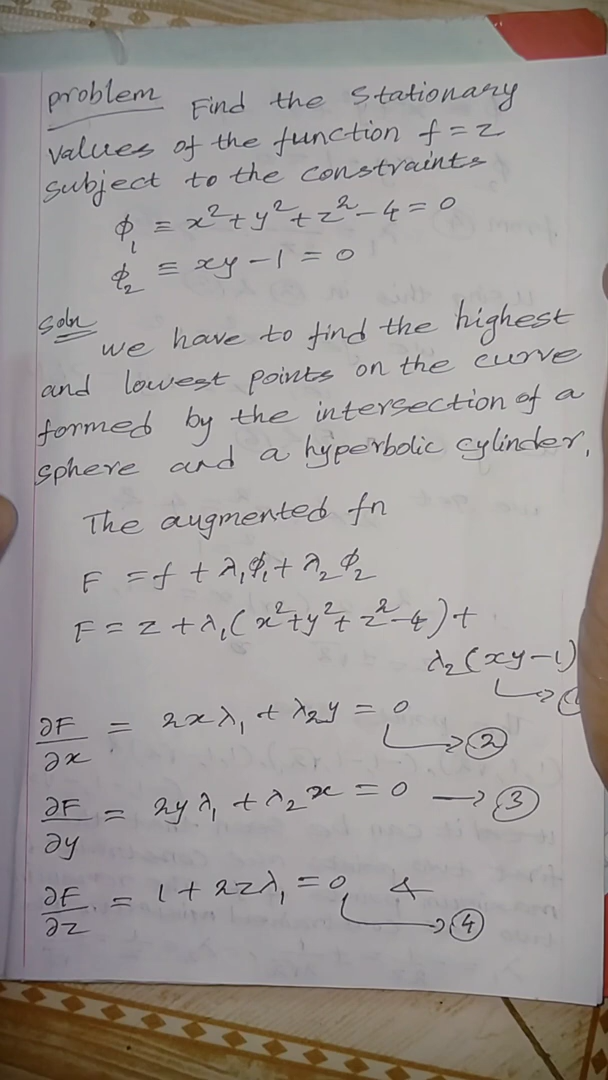 problem Find the stationary
values of the function f = z
subject to the constraints
ϕ₁ ≡ x² + y² + z² - 4 = 0
ϕ₂ ≡ xy - 1 = 0
Soln
we have to find the highest
and lowest points on the curve
formed by the intersection of a
sphere and a hyperbolic cylinder.
The augmented fn
F = f + λ₁ϕ₁ + λ₂ϕ₂
F = z + λ₁(x² + y² + z² - 4) +
λ₂(xy - 1)
∂F/∂x = 2xλ₁ + λ₂y = 0 → ②
∂F/∂y = 2yλ₁ + λ₂x = 0 → ③
∂F/∂z = 1 + 2zλ₁ = 0 → ④